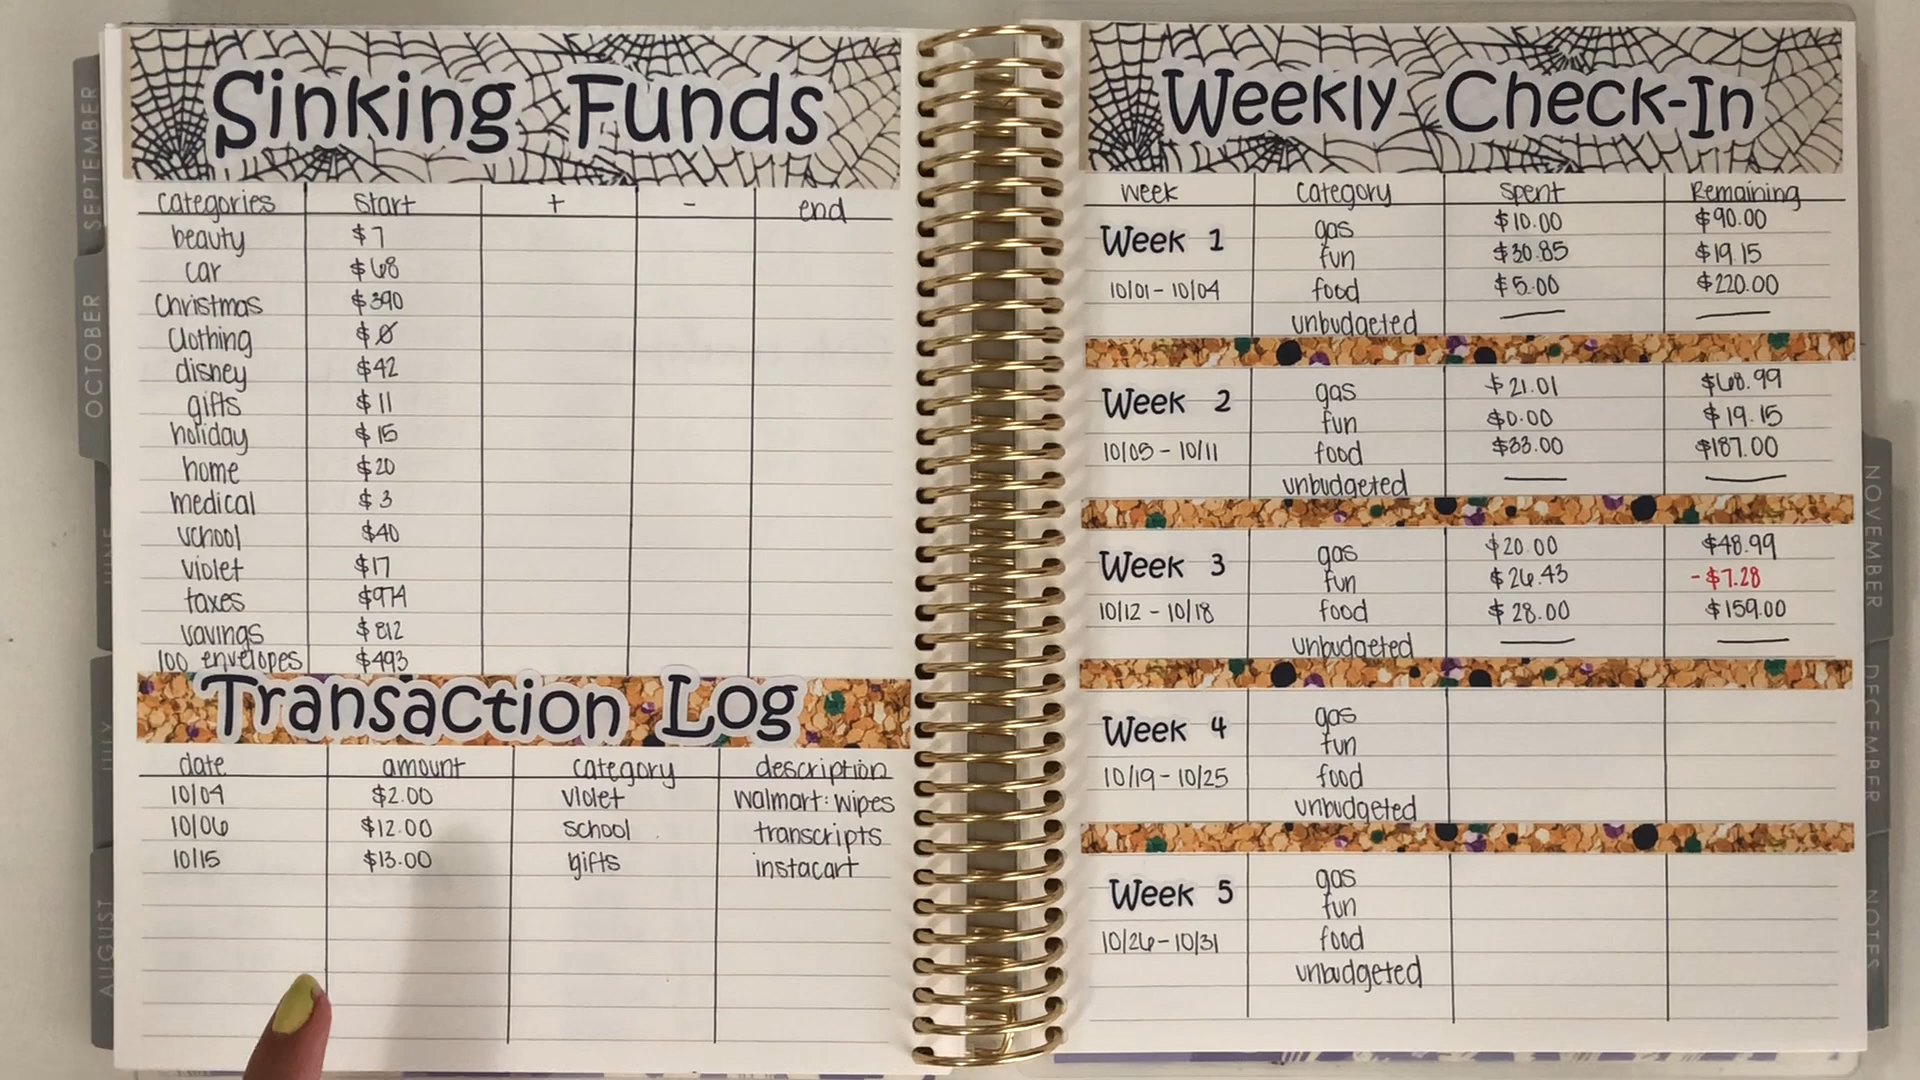 Sinking Funds
categories start + - end
beauty $7
car $68
Christmas $390
Clothing $0
disney $42
gifts $11
holiday $15
home $20
medical $3
school $40
violet $17
taxes $974
savings $812
100 envelopes $493
Transaction Log
date amount category description
10/04 $2.00 violet walmart: wipes
10/06 $12.00 school transcripts
10/15 $13.00 gifts instacart
Weekly Check-In
week category spent Remaining
Week 1 gas $10.00 $90.00
fun $30.85 $19.15
10/01 - 10/04 food $5.00 $220.00
unbudgeted
Week 2 gas $21.01 $68.99
fun $0.00 $19.15
10/05 - 10/11 food $33.00 $187.00
unbudgeted
Week 3 gas $20.00 $48.99
fun $26.43 -$7.28
10/12 - 10/18 food $28.00 $159.00
unbudgeted
Week 4 gas
fun
10/19 - 10/25 food
unbudgeted
Week 5 gas
fun
10/26 - 10/31 food
unbudgeted
SEPTEMBER
OCTOBER
JUNE
JULY
AUGUST
NOVEMBER
DECEMBER
NOTES